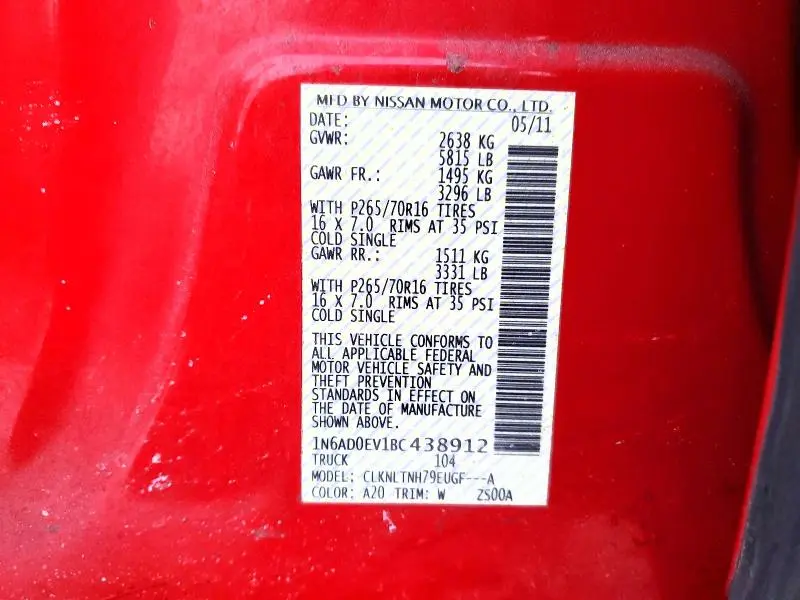 MFD BY NISSAN MOTOR CO., LTD.
DATE: 05/11
GVWR: 2638 KG
5815 LB
GAWR FR.: 1495 KG
3296 LB
WITH P265/70R16 TIRES
16 X 7.0 RIMS AT 35 PSI
COLD SINGLE
GAWR RR.: 1511 KG
3331 LB
WITH P265/70R16 TIRES
16 X 7.0 RIMS AT 35 PSI
COLD SINGLE
THIS VEHICLE CONFORMS TO
ALL APPLICABLE FEDERAL
MOTOR VEHICLE SAFETY AND
THEFT PREVENTION
STANDARDS IN EFFECT ON
THE DATE OF MANUFACTURE
SHOWN ABOVE.
1N6AD0EV1BC438912
TRUCK 104
MODEL: CLKNLTNH79EUGF---A
COLOR: A20 TRIM: W ZS00A